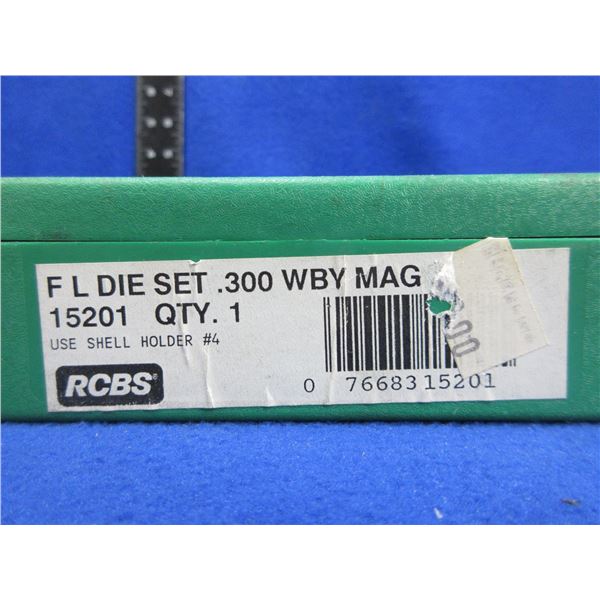 F L DIE SET .300 WBY MAG
15201 QTY. 1
USE SHELL HOLDER #4
RCBS
0 76683 15201